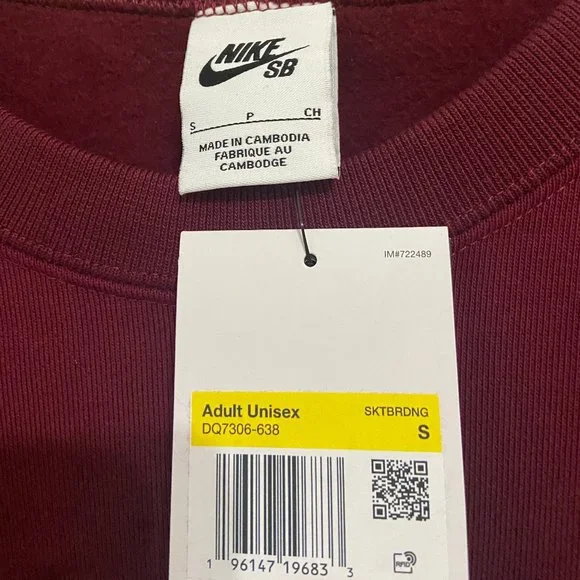 NIKE
SB
S P CH
MADE IN CAMBODIA
FABRIQUE AU
CAMBODGE
IM#722489
Adult Unisex SKTBRDNG
DQ7306-638 S
1 96147 19683 3
RFID